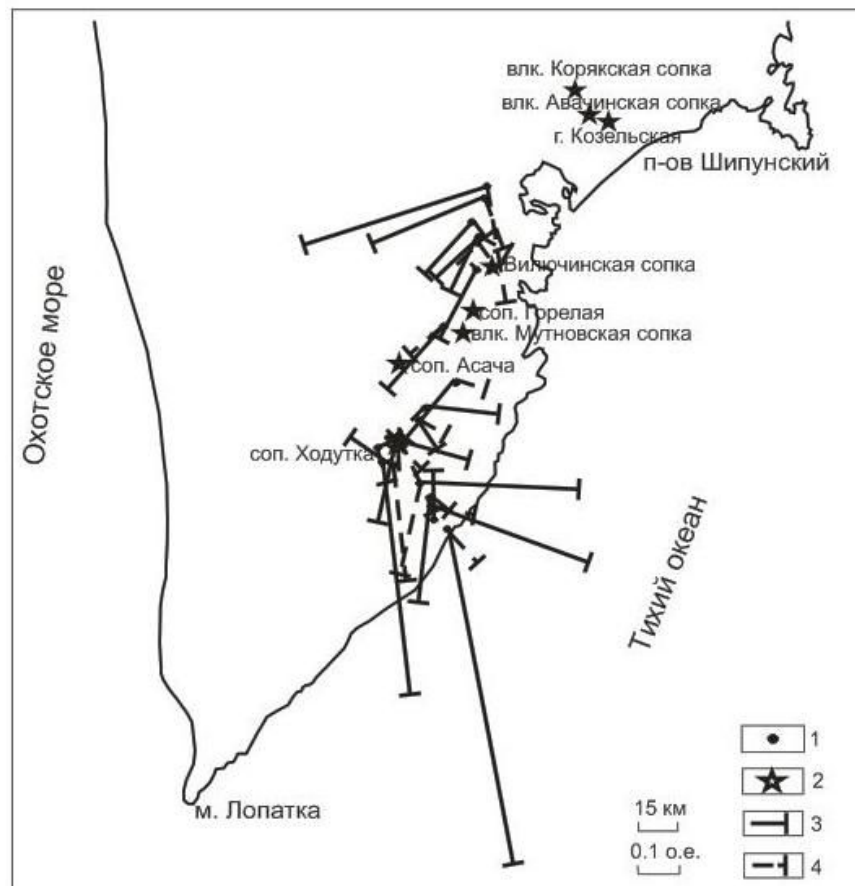 влк. Корякская сопка
влк. Авачинская сопка
г. Козельская
п-ов Шипунский
Вилючинская сопка
соп. Горелая
влк. Мутновская сопка
соп. Асача
соп. Ходутка
Охотское море
Тихий океан
м. Лопатка
15 км
0.1 о.е.
1
2
3
4